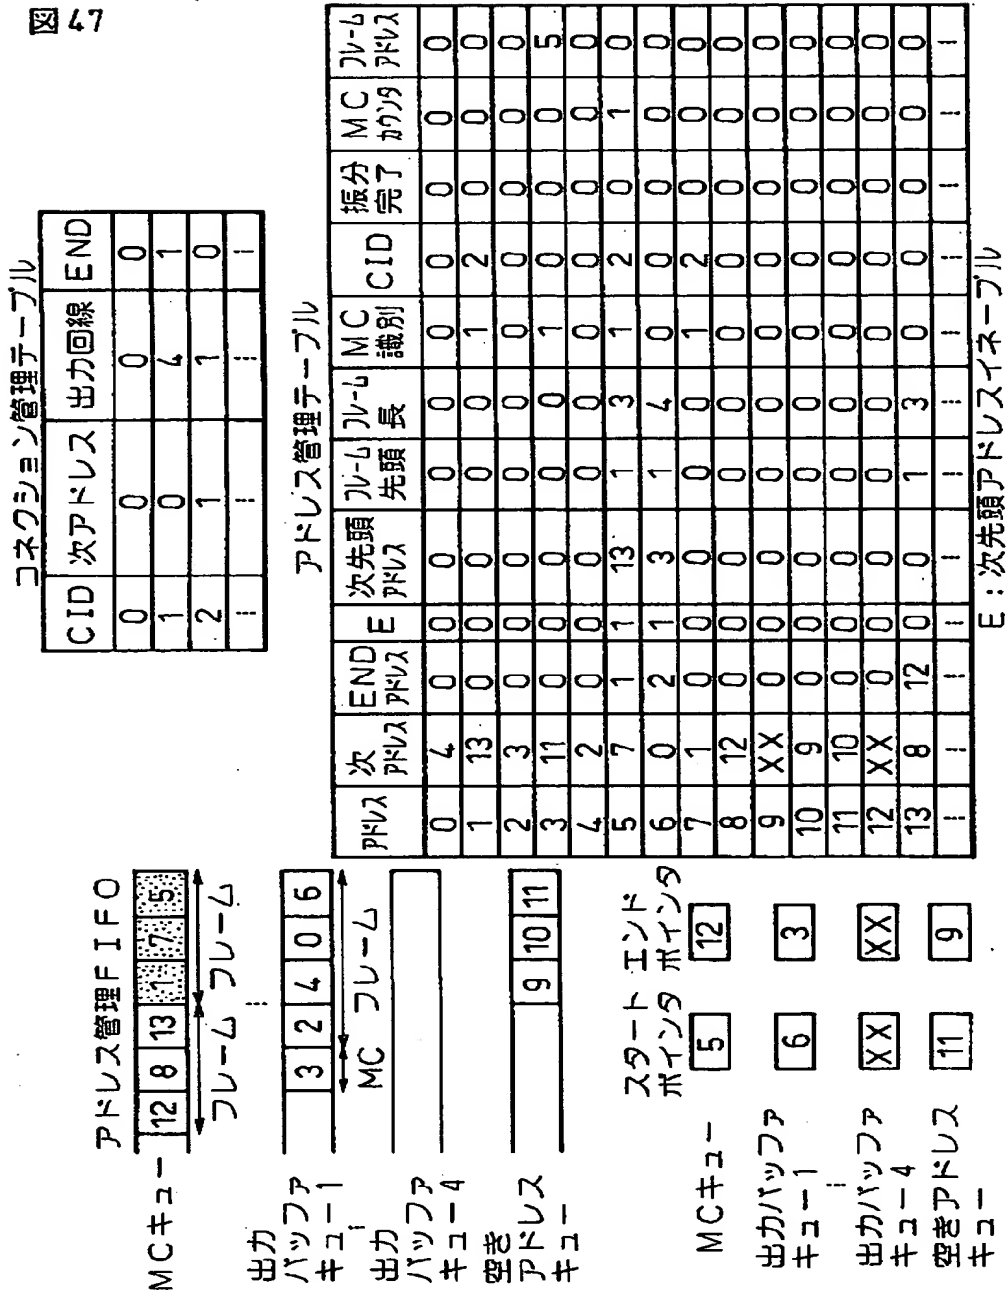 図47
アドレス管理FIFO
MCキュー 12 8 13 1 7 5
フレーム フレーム
出力バッファキュー1 3 2 4 0 6
MC フレーム
出力バッファキュー4
空きアドレスキュー 9 10 11
スタートポインタ エンドポインタ
MCキュー 5 12
出力バッファキュー1 6 3
出力バッファキュー4 XX XX
空きアドレスキュー 11 9
コネクション管理テーブル
CID 次アドレス 出力回線 END
0 0 0 0
1 0 4 1
2 1 1 0
アドレス管理テーブル
アドレス 次アドレス ENDアドレス E 次先頭アドレス フレーム先頭 フレーム長 MC識別 CID 振分完了 MCカウンタ フレームアドレス
0 4 0 0 0 0 0 0 0 0 0 0
1 13 0 0 0 0 0 1 2 0 0 0
2 3 0 0 0 0 0 0 0 0 0 0
3 11 0 0 0 0 0 1 0 0 0 5
4 2 0 0 0 0 0 0 0 0 0 0
5 7 1 1 13 1 3 1 2 0 1 0
6 0 2 1 3 1 4 0 0 0 0 0
7 1 0 0 0 0 0 1 2 0 0 0
8 12 0 0 0 0 0 0 0 0 0 0
9 XX 0 0 0 0 0 0 0 0 0 0
10 9 0 0 0 0 0 0 0 0 0 0
11 10 0 0 0 0 0 0 0 0 0 0
12 XX 0 0 0 0 0 0 0 0 0 0
13 8 12 0 0 1 3 0 0 0 0 0
E:次先頭アドレスイネーブル